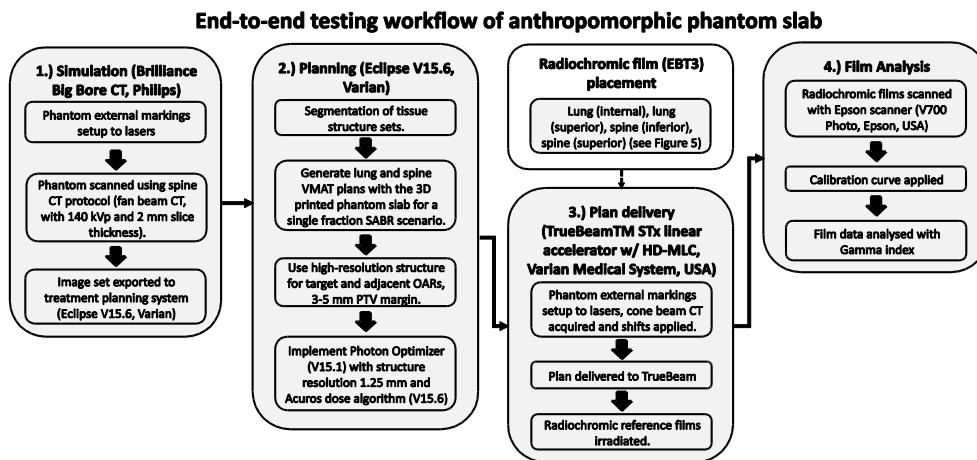 End-to-end testing workflow of anthropomorphic phantom slab
1.) Simulation (Brilliance
Big Bore CT, Philips)
Phantom external markings
setup to lasers
Phantom scanned using spine
CT protocol (fan beam CT,
with 140 kVp and 2 mm slice
thickness).
Image set exported to
treatment planning system
(Eclipse V15.6, Varian)
2.) Planning (Eclipse V15.6,
Varian)
Segmentation of tissue
structure sets.
Generate lung and spine
VMAT plans with the 3D
printed phantom slab for a
single fraction SABR scenario.
Use high-resolution structure
for target and adjacent OARs,
3-5 mm PTV margin.
Implement Photon Optimizer
(V15.1) with structure
resolution 1.25 mm and
Acuros dose algorithm (V15.6)
Radiochromic film (EBT3)
placement
Lung (internal), lung
(superior), spine (inferior),
spine (superior) (see Figure 5)
3.) Plan delivery
(TrueBeamTM STx linear
accelerator w/ HD-MLC,
Varian Medical System, USA)
Phantom external markings
setup to lasers, cone beam CT
acquired and shifts applied.
Plan delivered to TrueBeam
Radiochromic reference films
irradiated.
4.) Film Analysis
Radiochromic films scanned
with Epson scanner (V700
Photo, Epson, USA)
Calibration curve applied
Film data analysed with
Gamma index